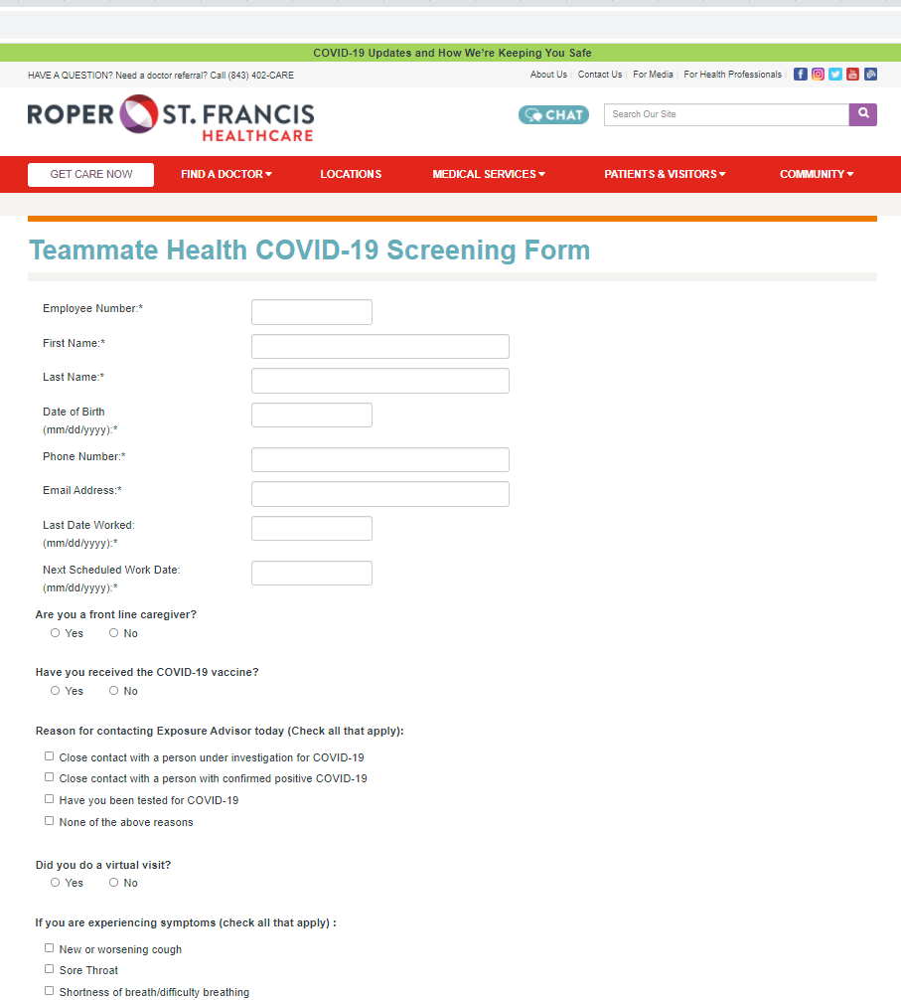 COVID-19 Updates and How We're Keeping You Safe
HAVE A QUESTION? Need a doctor referral? Call (843) 402-CARE
About Us Contact Us For Media For Health Professionals
ROPER ST. FRANCIS
HEALTHCARE
CHAT
Search Our Site
GET CARE NOW FIND A DOCTOR LOCATIONS MEDICAL SERVICES PATIENTS & VISITORS COMMUNITY
Teammate Health COVID-19 Screening Form
Employee Number:*
First Name:*
Last Name:*
Date of Birth
(mm/dd/yyyy):*
Phone Number:*
Email Address:*
Last Date Worked:
(mm/dd/yyyy):*
Next Scheduled Work Date:
(mm/dd/yyyy):*
Are you a front line caregiver?
Yes No
Have you received the COVID-19 vaccine?
Yes No
Reason for contacting Exposure Advisor today (Check all that apply):
Close contact with a person under investigation for COVID-19
Close contact with a person with confirmed positive COVID-19
Have you been tested for COVID-19
None of the above reasons
Did you do a virtual visit?
Yes No
If you are experiencing symptoms (check all that apply) :
New or worsening cough
Sore Throat
Shortness of breath/difficulty breathing